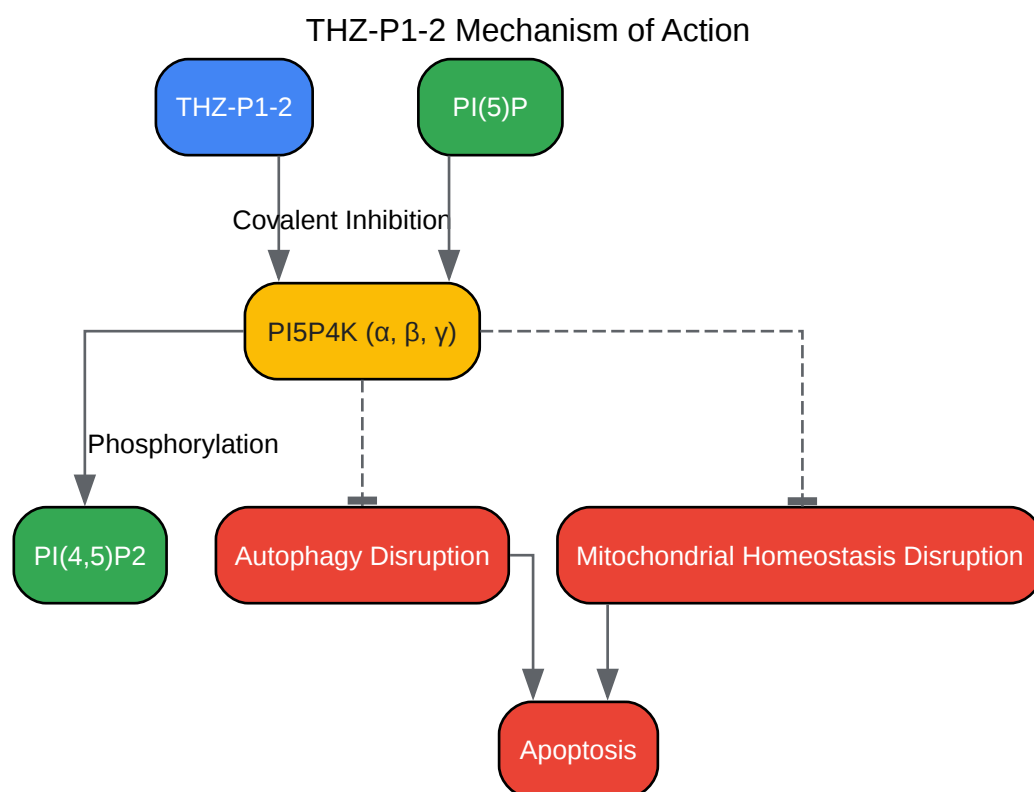 THZ-P1-2 Mechanism of Action
THZ-P1-2
PI(5)P
Covalent Inhibition
PI5P4K (α, β, γ)
Phosphorylation
PI(4,5)P2
Autophagy Disruption
Mitochondrial Homeostasis Disruption
Apoptosis